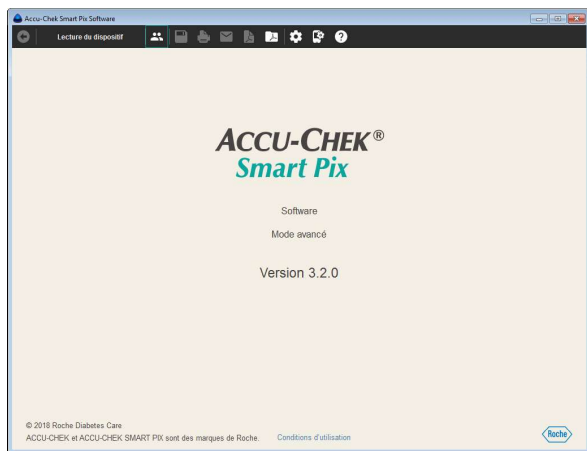 Accu-Chek Smart Pix Software
Lecture du dispositif
ACCU-CHEK®
Smart Pix
Software
Mode avancé
Version 3.2.0
© 2018 Roche Diabetes Care
ACCU-CHEK et ACCU-CHEK SMART PIX sont des marques de Roche. Conditions d'utilisation
Roche